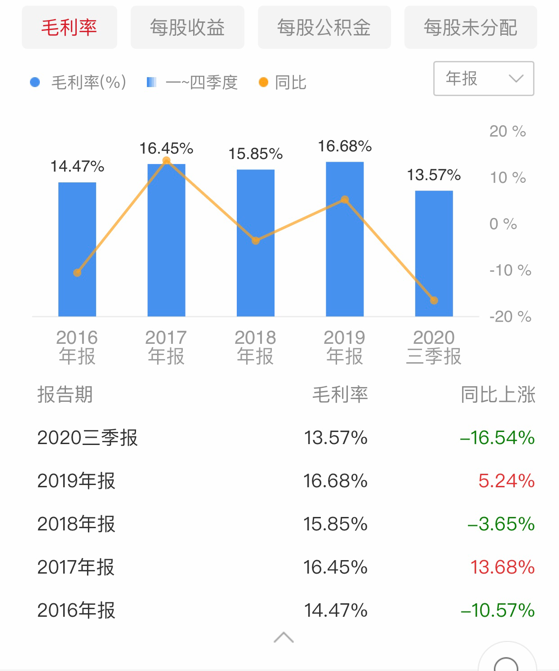 毛利率 每股收益 每股公积金 每股未分配
毛利率(%) 一~四季度 同比 年报
20 %
16.45% 16.68%
14.47% 15.85% 13.57%
10 %
0 %
-10 %
-20 %
2016 2017 2018 2019 2020
年报 年报 年报 年报 三季报
报告期 毛利率 同比上涨
2020三季报 13.57% −16.54%
2019年报 16.68% 5.24%
2018年报 15.85% −3.65%
2017年报 16.45% 13.68%
2016年报 14.47% −10.57%